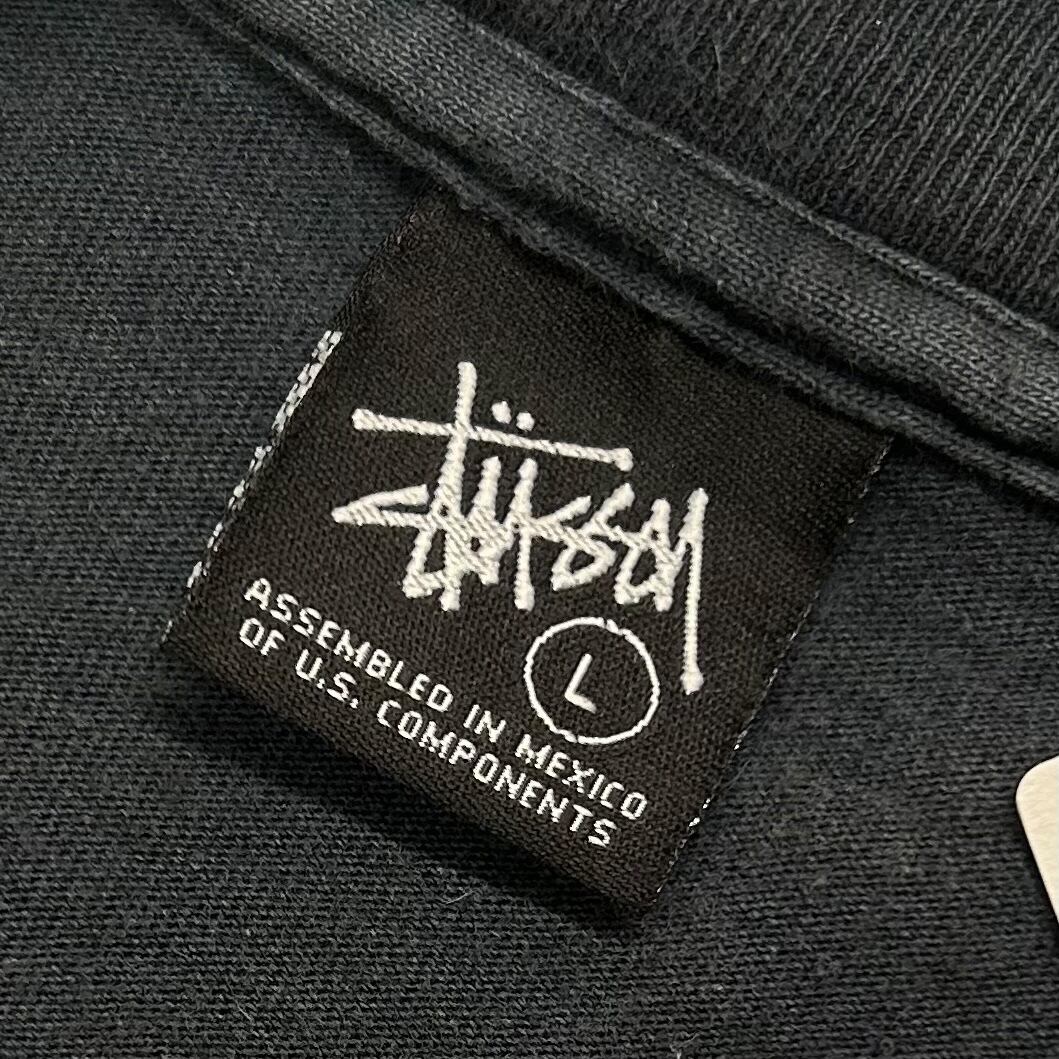 Stüssy
L
ASSEMBLED IN MEXICO
OF U.S. COMPONENTS